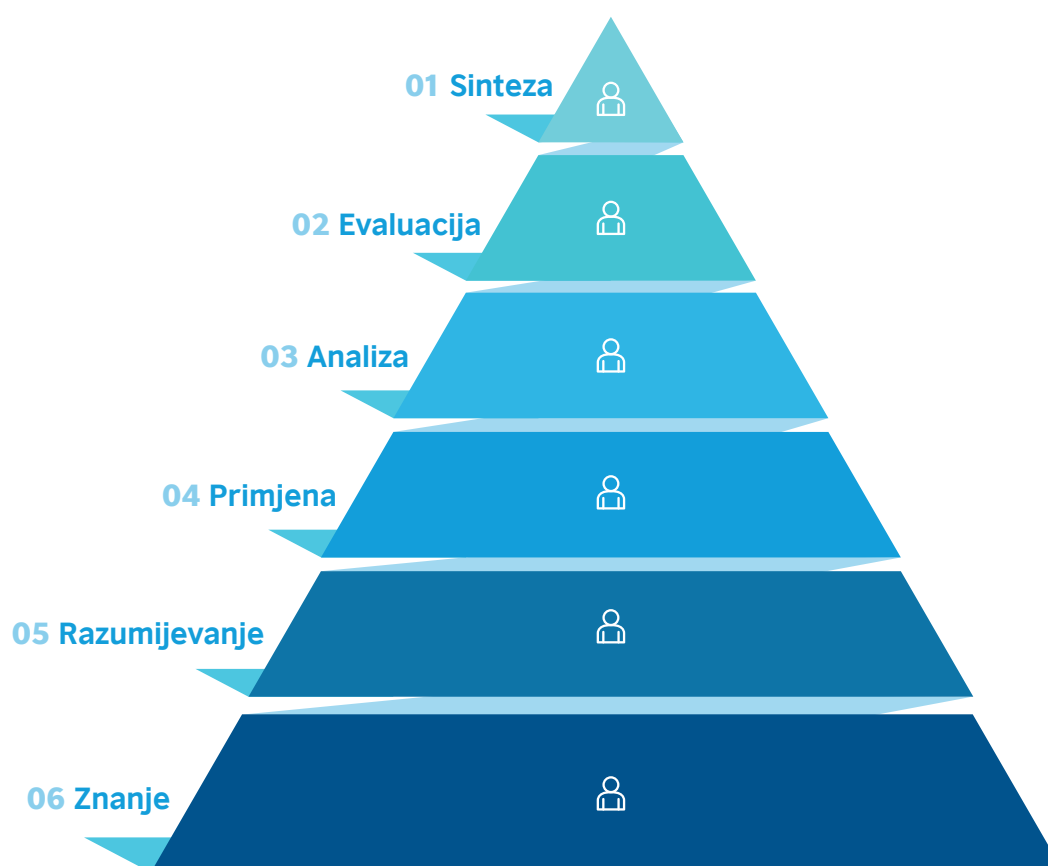 01 Sinteza
02 Evaluacija
03 Analiza
04 Primjena
05 Razumijevanje
06 Znanje